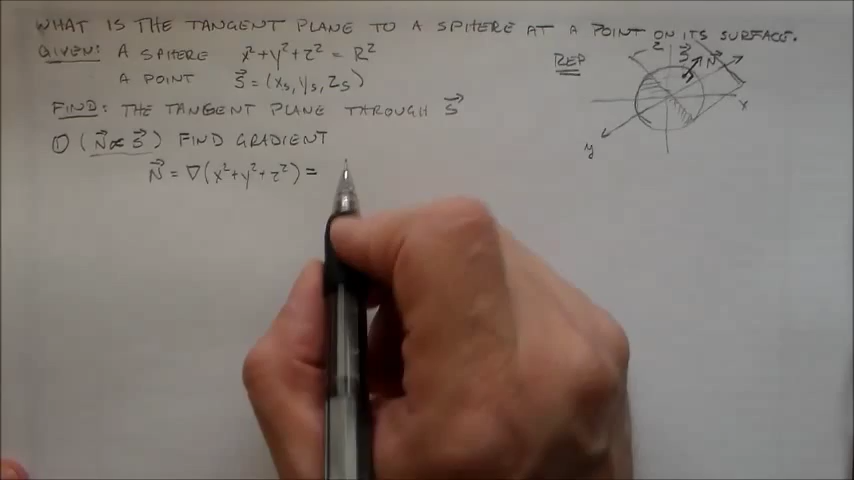 WHAT IS THE TANGENT PLANE TO A SPHERE AT A POINT ON ITS SURFACE.
GIVEN: A SPHERE x²+y²+z² = R²
A POINT S⃗ = (xₛ, yₛ, zₛ)
FIND: THE TANGENT PLANE THROUGH S⃗
① (N⃗ ∝ S⃗) FIND GRADIENT
N⃗ = ∇(x²+y²+z²) =
REP
z S⃗ N⃗
x
y